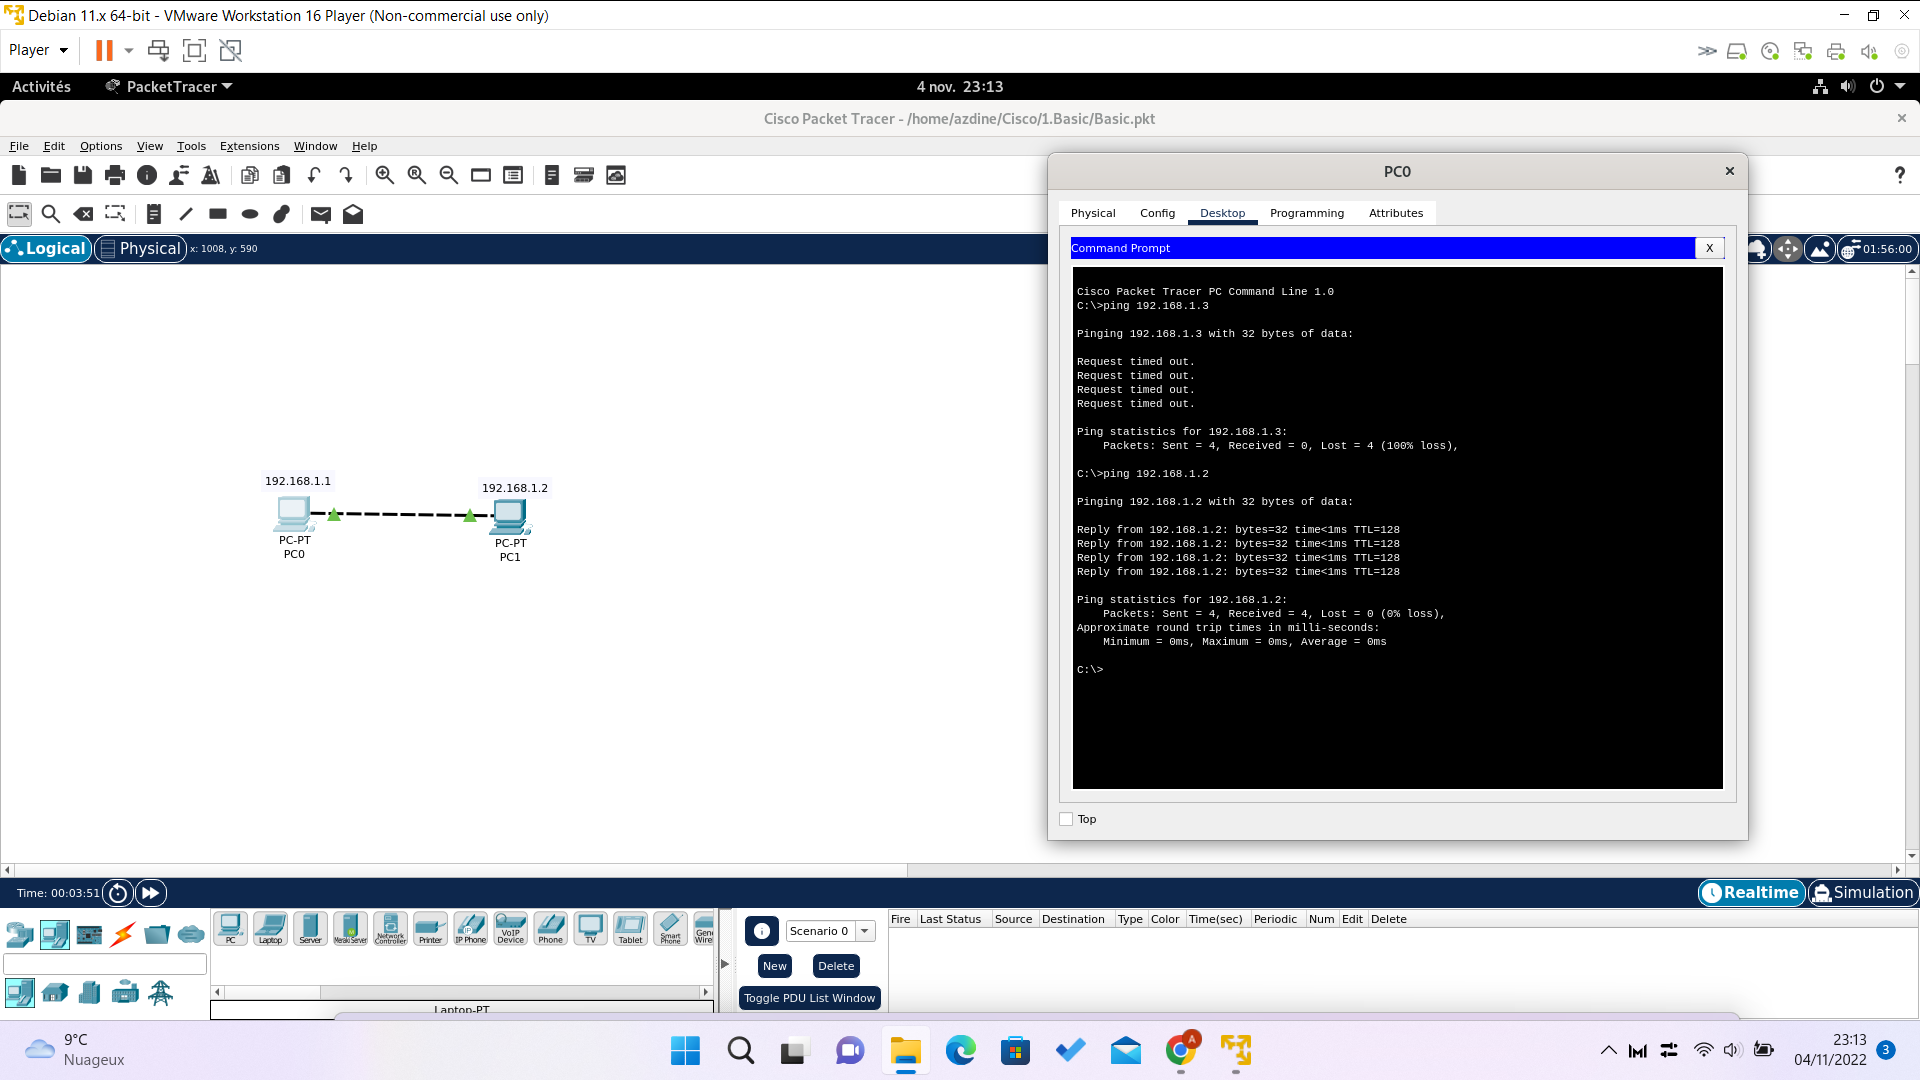 Debian 11.x 64-bit - VMware Workstation 16 Player (Non-commercial use only)
Player
Activités
PacketTracer
4 nov. 23:13
Cisco Packet Tracer - /home/azdine/Cisco/1.Basic/Basic.pkt
File Edit Options View Tools Extensions Window Help
Logical
Physical
x: 1008, y: 590
01:56:00
192.168.1.1
192.168.1.2
PC-PT
PC0
PC-PT
PC1
PC0
Physical Config Desktop Programming Attributes
Command Prompt
X
Cisco Packet Tracer PC Command Line 1.0
C:\>ping 192.168.1.3
Pinging 192.168.1.3 with 32 bytes of data:
Request timed out.
Request timed out.
Request timed out.
Request timed out.
Ping statistics for 192.168.1.3:
Packets: Sent = 4, Received = 0, Lost = 4 (100% loss),
C:\>ping 192.168.1.2
Pinging 192.168.1.2 with 32 bytes of data:
Reply from 192.168.1.2: bytes=32 time<1ms TTL=128
Reply from 192.168.1.2: bytes=32 time<1ms TTL=128
Reply from 192.168.1.2: bytes=32 time<1ms TTL=128
Reply from 192.168.1.2: bytes=32 time<1ms TTL=128
Ping statistics for 192.168.1.2:
Packets: Sent = 4, Received = 4, Lost = 0 (0% loss),
Approximate round trip times in milli-seconds:
Minimum = 0ms, Maximum = 0ms, Average = 0ms
C:\>
Top
Time: 00:03:51
Realtime
Simulation
PC
Laptop
Server
Meraki Server
Network Controller
Printer
IP Phone
VoIP Device
Phone
TV
Tablet
Smart Phone
Laptop-PT
Scenario 0
New
Delete
Toggle PDU List Window
Fire Last Status Source Destination Type Color Time(sec) Periodic Num Edit Delete
9°C
Nuageux
A
23:13
04/11/2022
3